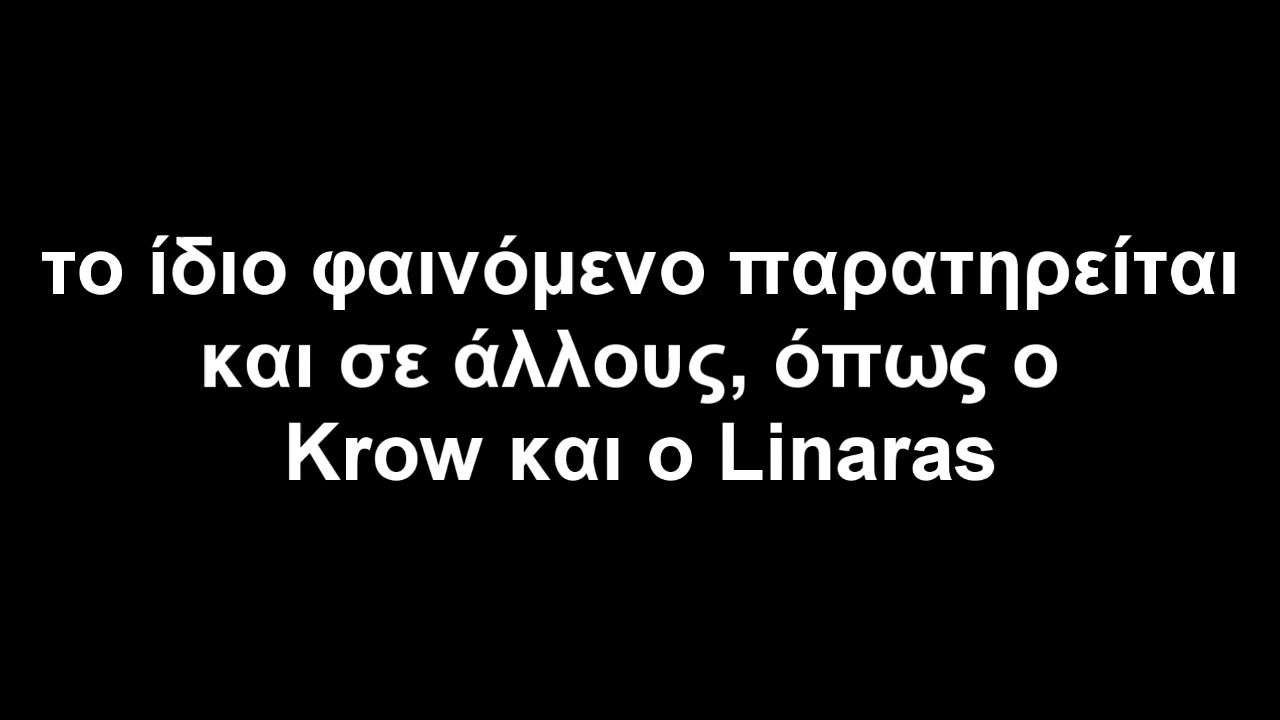 το ίδιο φαινόμενο παρατηρείται
και σε άλλους, όπως ο
Krow και ο Linaras